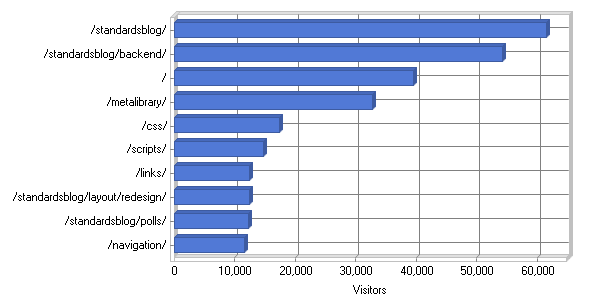 /standardsblog/
/standardsblog/backend/
/
/metalibrary/
/css/
/scripts/
/links/
/standardsblog/layout/redesign/
/standardsblog/polls/
/navigation/
0 10,000 20,000 30,000 40,000 50,000 60,000
Visitors